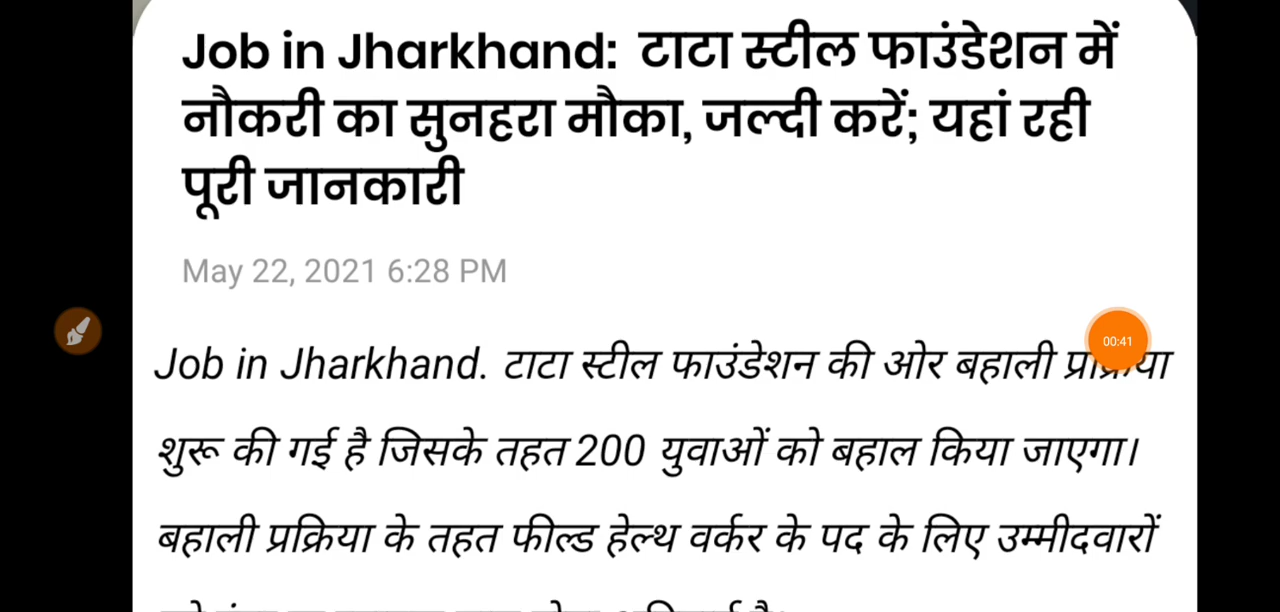 Job in Jharkhand: टाटा स्टील फाउंडेशन में
नौकरी का सुनहरा मौका, जल्दी करें; यहां रही
पूरी जानकारी
May 22, 2021 6:28 PM
00:41
Job in Jharkhand. टाटा स्टील फाउंडेशन की ओर बहाली
शुरू की गई है जिसके तहत 200 युवाओं को बहाल किया जाएगा।
बहाली प्रक्रिया के तहत फील्ड हेल्थ वर्कर के पद के लिए उम्मीदवारों